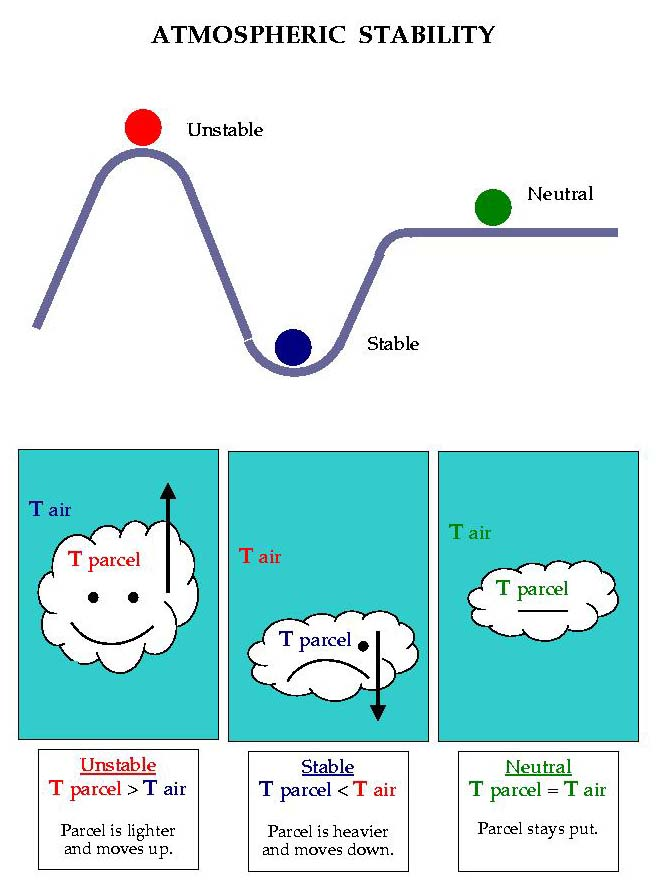 ATMOSPHERIC STABILITY
Unstable
Neutral
Stable
T air
T parcel
T air
T parcel
T air
T parcel
Unstable
T parcel > T air
Parcel is lighter
and moves up.
Stable
T parcel < T air
Parcel is heavier
and moves down.
Neutral
T parcel = T air
Parcel stays put.